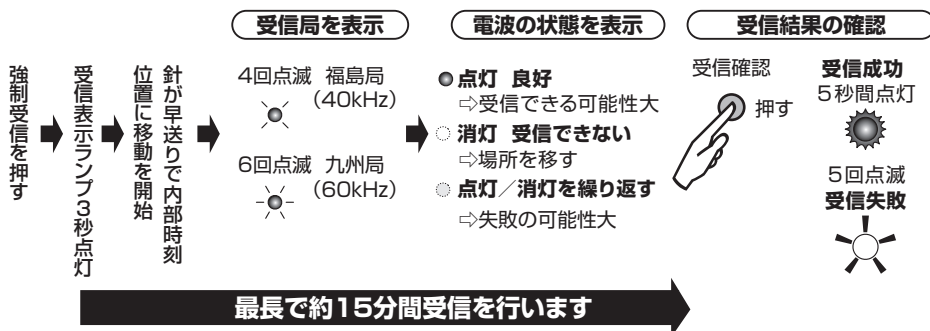 強制受信を押す
受信表示ランプ3秒点灯
針が早送りで内部時刻
位置に移動を開始
受信局を表示
4回点滅 福島局
(40kHz)
6回点滅 九州局
(60kHz)
電波の状態を表示
点灯 良好
⇨受信できる可能性大
消灯 受信できない
⇨場所を移す
点灯／消灯を繰り返す
⇨失敗の可能性大
受信結果の確認
受信確認
押す
受信成功
5秒間点灯
5回点滅
受信失敗
最長で約15分間受信を行います